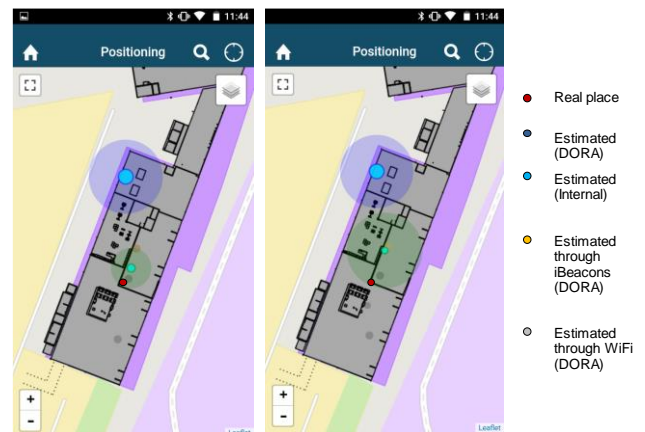 11:44
Positioning
+
-
Leaflet
11:44
Positioning
+
-
Leaflet
Real place
Estimated
(DORA)
Estimated
(Internal)
Estimated
through
iBeacons
(DORA)
Estimated
through WiFi
(DORA)